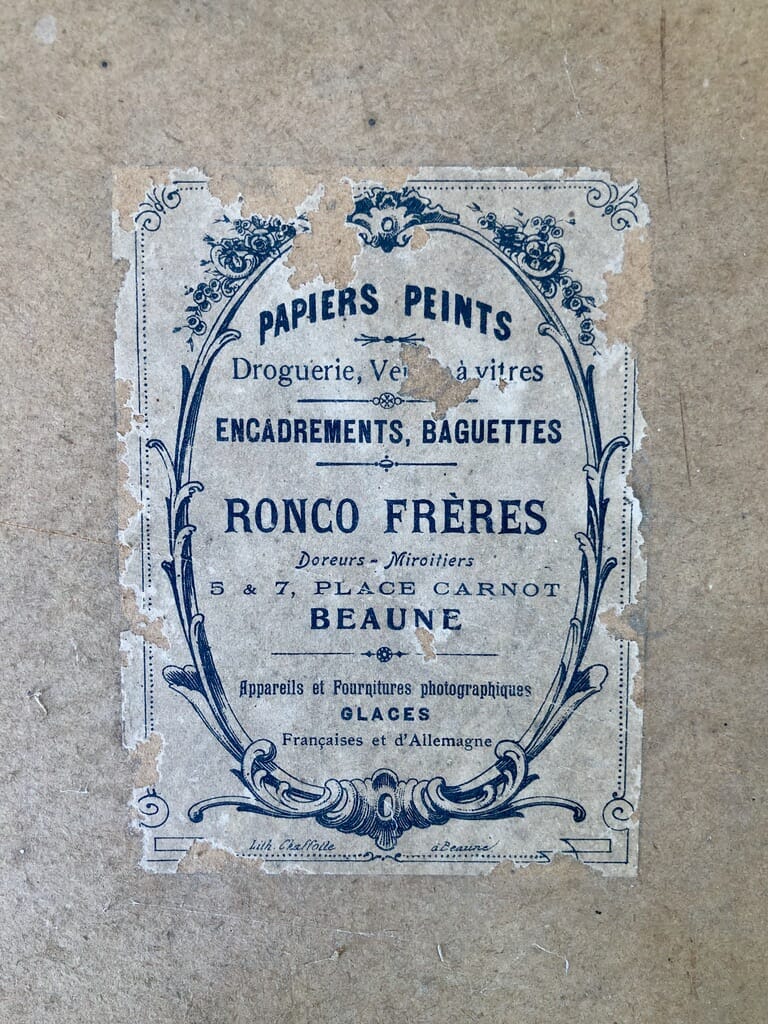 PAPIERS PEINTS
Droguerie, à vitres
ENCADREMENTS, BAGUETTES
RONCO FRÈRES
Doreurs - Miroitiers
5 & 7, PLACE CARNOT
BEAUNE
Appareils et Fournitures photographiques
GLACES
Françaises et d'Allemagne
Lith. à Beaune.